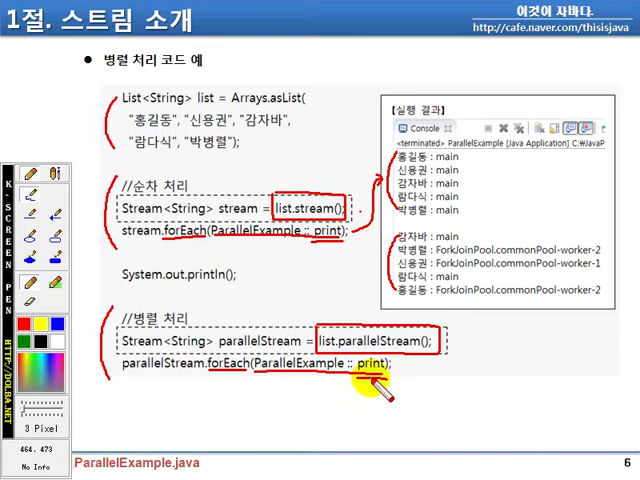 1절. 스트림 소개
이것이 자바다.
http://cafe.naver.com/thisisjava
● 병렬 처리 코드 예
List<String> list = Arrays.asList(
"홍길동", "신용권", "감자바",
"람다식", "박병렬");
//순차 처리
Stream<String> stream = list.stream();
stream.forEach(ParallelExample :: print);
System.out.println();
//병렬 처리
Stream<String> parallelStream = list.parallelStream();
parallelStream.forEach(ParallelExample :: print);
[실행 결과]
Console
<terminated> ParallelExample [Java Application] C:₩JavaP
홍길동 : main
신용권 : main
감자바 : main
람다식 : main
박병렬 : main
감자바 : main
박병렬 : ForkJoinPool.commonPool-worker-2
신용권 : ForkJoinPool.commonPool-worker-1
람다식 : main
홍길동 : ForkJoinPool.commonPool-worker-2
K-SCREEN PEN
HTTP://DOLBA.NET
3 Pixel
464. 473
No Info
ParallelExample.java
6